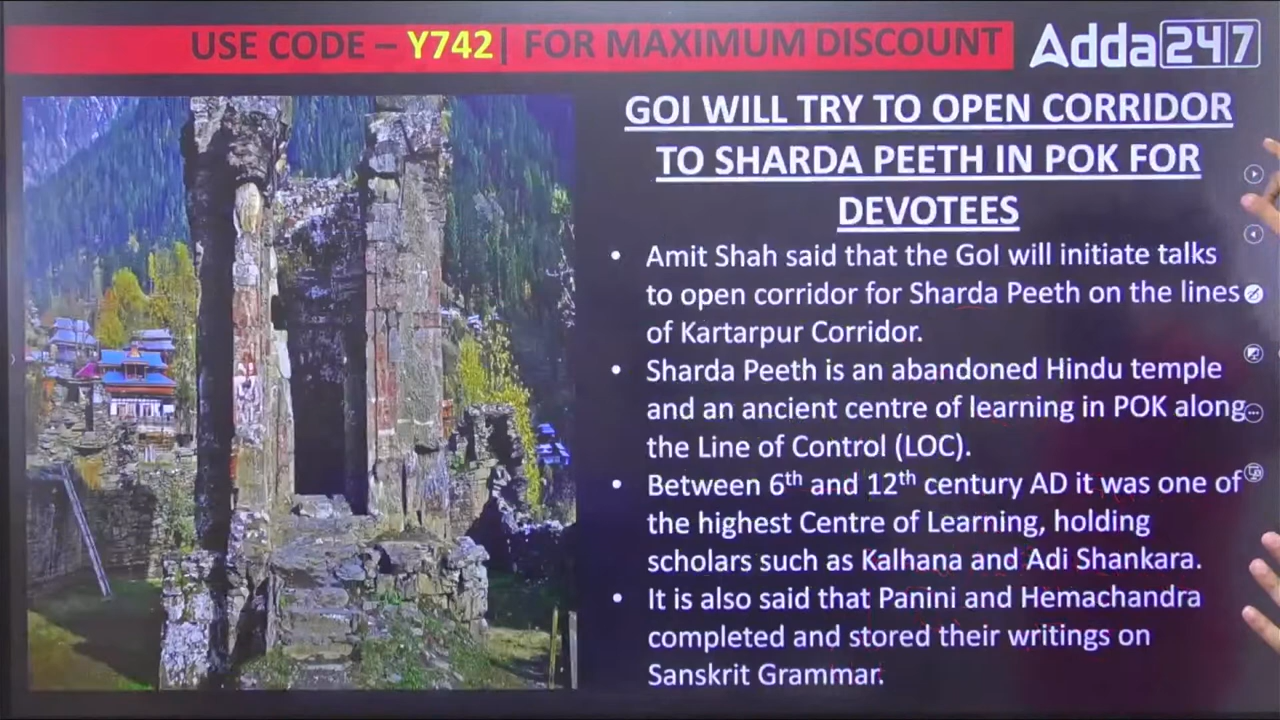 USE CODE – Y742| FOR MAXIMUM DISCOUNT
Adda247
GOI WILL TRY TO OPEN CORRIDOR
TO SHARDA PEETH IN POK FOR
DEVOTEES
• Amit Shah said that the GoI will initiate talks
to open corridor for Sharda Peeth on the lines
of Kartarpur Corridor.
• Sharda Peeth is an abandoned Hindu temple
and an ancient centre of learning in POK along
the Line of Control (LOC).
• Between 6th and 12th century AD it was one of
the highest Centre of Learning, holding
scholars such as Kalhana and Adi Shankara.
• It is also said that Panini and Hemachandra
completed and stored their writings on
Sanskrit Grammar.